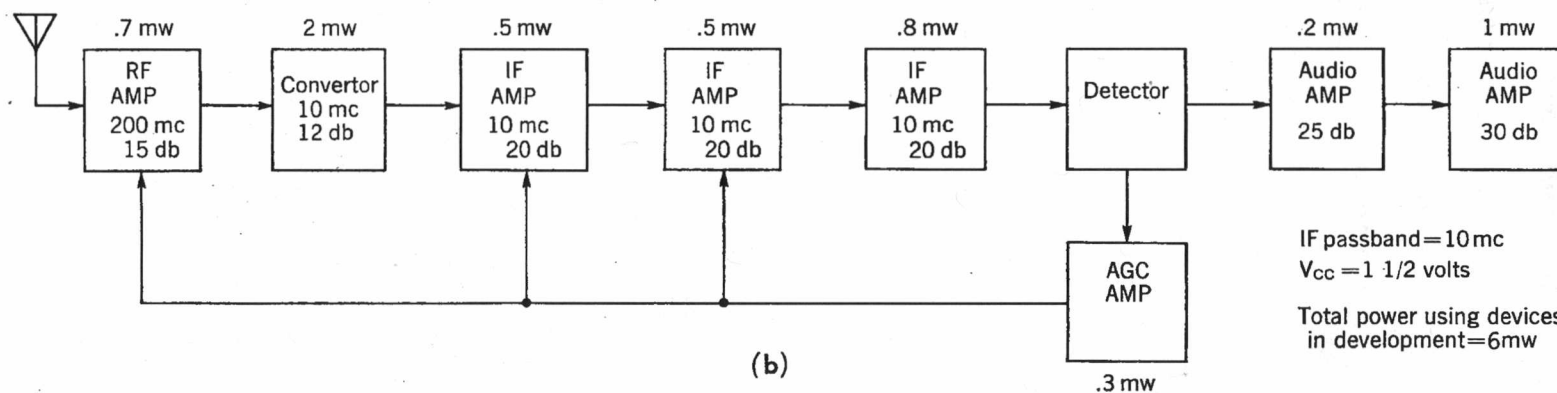 .7 mw
RF
AMP
200 mc
15 db
2 mw
Convertor
10 mc
12 db
.5 mw
IF
AMP
10 mc
20 db
.5 mw
IF
AMP
10 mc
20 db
.8 mw
IF
AMP
10 mc
20 db
Detector
.2 mw
Audio
AMP
25 db
1 mw
Audio
AMP
30 db
AGC
AMP
.3 mw
IF passband=10 mc
Vcc=1 1/2 volts
Total power using devices
in development=6mw
(b)